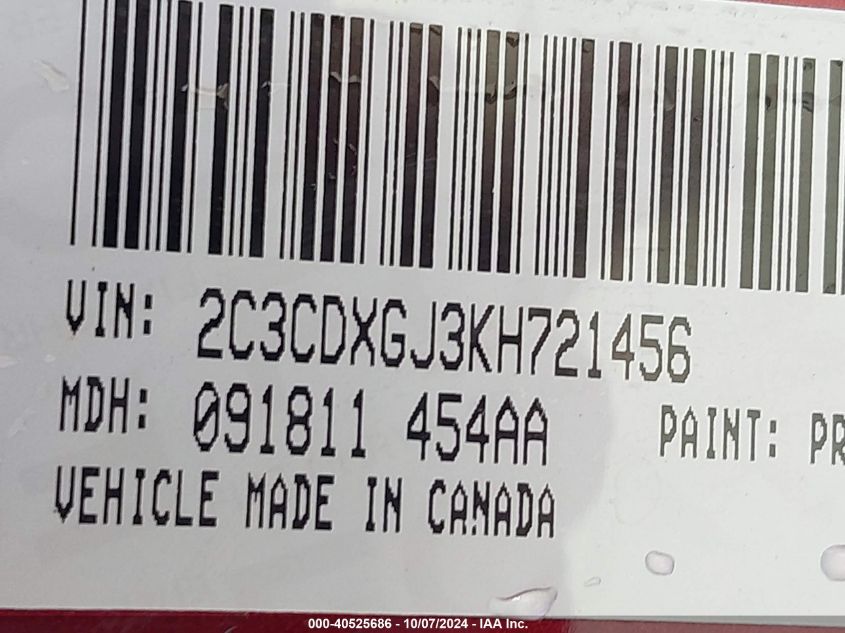 VIN: 2C3CDXGJ3KH721456
MDH: 091811 454AA PAINT: PR
VEHICLE MADE IN CANADA
000-40525686 - 10/07/2024 - IAA Inc.